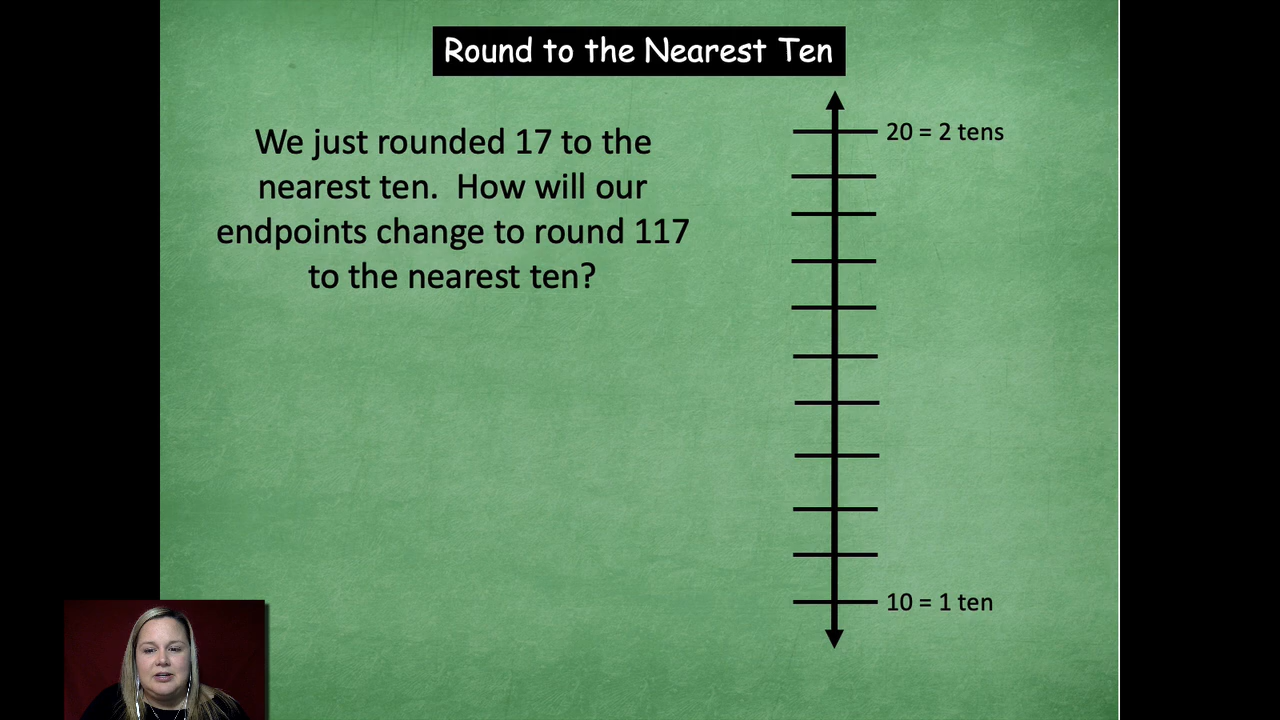 Round to the Nearest Ten
We just rounded 17 to the
nearest ten. How will our
endpoints change to round 117
to the nearest ten?
20 = 2 tens
10 = 1 ten